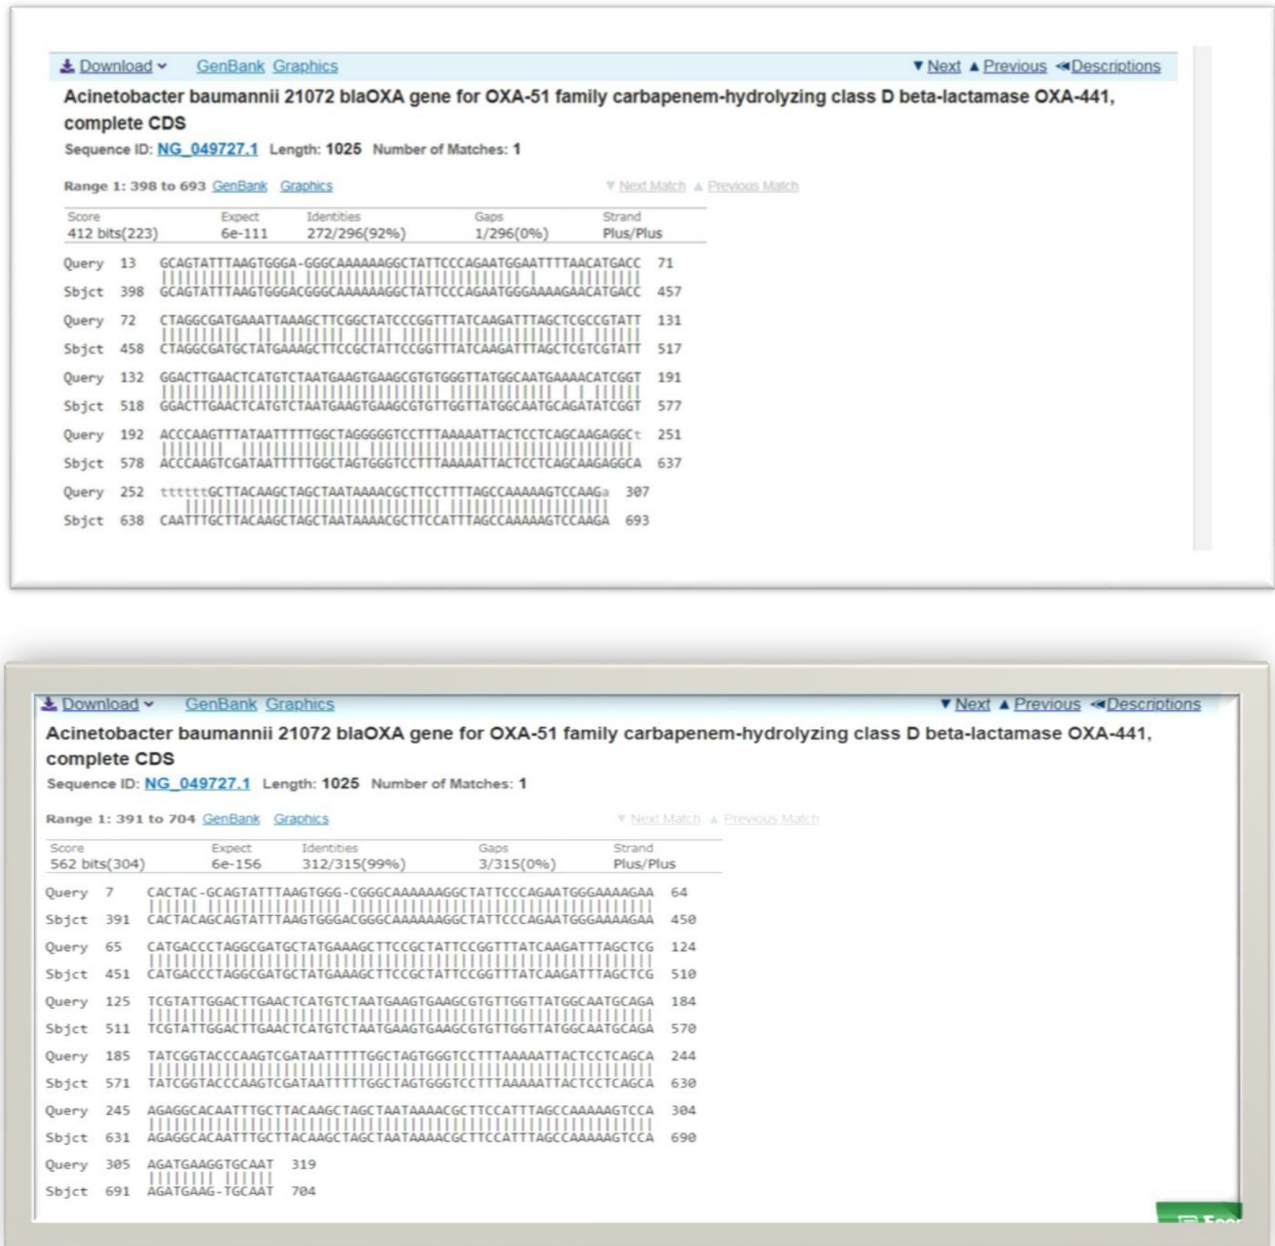 Download GenBank Graphics Next Previous Descriptions
Acinetobacter baumannii 21072 blaOXA gene for OXA-51 family carbapenem-hydrolyzing class D beta-lactamase OXA-441,
complete CDS
Sequence ID: NG_049727.1 Length: 1025 Number of Matches: 1
Range 1: 398 to 693 GenBank Graphics Next Match Previous Match
Score Expect Identities Gaps Strand
412 bits(223) 6e-111 272/296(92%) 1/296(0%) Plus/Plus
Query 13 GCAGTATTTAAGTGGGA-GGGCAAAAAAGGCTATTCCCAGAATGGAATTTTAACATGACC 71
Sbjct 398 GCAGTATTTAAGTGGGACGGGCAAAAAAGGCTATTCCCAGAATGGGAAAAGAACATGACC 457
Query 72 CTAGGCGATGAAATTAAAGCTTCGGCTATCCCGGTTTATCAAGATTTAGCTCGCCGTATT 131
Sbjct 458 CTAGGCGATGCTATGAAAGCTTCCGCTATTCCGGTTTATCAAGATTTAGCTCGTCGTATT 517
Query 132 GGACTTGAACTCATGTCTAATGAAGTGAAGCGTGTGGGTTATGGCAATGAAAACATCGGT 191
Sbjct 518 GGACTTGAACTCATGTCTAATGAAGTGAAGCGTGTTGGTTATGGCAATGCAGATATCGGT 577
Query 192 ACCCAAGTTTATAATTTTTGGCTAGGGGGTCCTTTAAAAATTACTCCTCAGCAAGAGGCt 251
Sbjct 578 ACCCAAGTCGATAATTTTTGGCTAGTGGGTCCTTTAAAAATTACTCCTCAGCAAGAGGCA 637
Query 252 ttttttGCTTACAAGCTAGCTAATAAAACGCTTCCTTTTAGCCAAAAAGTCCAAGa 307
Sbjct 638 CAATTTGCTTACAAGCTAGCTAATAAAACGCTTCCATTTAGCCAAAAAGTCCAAGA 693
Download GenBank Graphics Next Previous Descriptions
Acinetobacter baumannii 21072 blaOXA gene for OXA-51 family carbapenem-hydrolyzing class D beta-lactamase OXA-441,
complete CDS
Sequence ID: NG_049727.1 Length: 1025 Number of Matches: 1
Range 1: 391 to 704 GenBank Graphics Next Match Previous Match
Score Expect Identities Gaps Strand
562 bits(304) 6e-156 312/315(99%) 3/315(0%) Plus/Plus
Query 7 CACTAC-GCAGTATTTAAGTGGG-CGGGCAAAAAAGGCTATTCCCAGAATGGGAAAAGAA 64
Sbjct 391 CACTACAGCAGTATTTAAGTGGGACGGGCAAAAAAGGCTATTCCCAGAATGGGAAAAGAA 450
Query 65 CATGACCCTAGGCGATGCTATGAAAGCTTCCGCTATTCCGGTTTATCAAGATTTAGCTCG 124
Sbjct 451 CATGACCCTAGGCGATGCTATGAAAGCTTCCGCTATTCCGGTTTATCAAGATTTAGCTCG 510
Query 125 TCGTATTGGACTTGAACTCATGTCTAATGAAGTGAAGCGTGTTGGTTATGGCAATGCAGA 184
Sbjct 511 TCGTATTGGACTTGAACTCATGTCTAATGAAGTGAAGCGTGTTGGTTATGGCAATGCAGA 570
Query 185 TATCGGTACCCAAGTCGATAATTTTTGGCTAGTGGGTCCTTTAAAAATTACTCCTCAGCA 244
Sbjct 571 TATCGGTACCCAAGTCGATAATTTTTGGCTAGTGGGTCCTTTAAAAATTACTCCTCAGCA 630
Query 245 AGAGGCACAATTTGCTTACAAGCTAGCTAATAAAACGCTTCCATTTAGCCAAAAAGTCCA 304
Sbjct 631 AGAGGCACAATTTGCTTACAAGCTAGCTAATAAAACGCTTCCATTTAGCCAAAAAGTCCA 690
Query 305 AGATGAAGGTGCAAT 319
Sbjct 691 AGATGAAG-TGCAAT 704